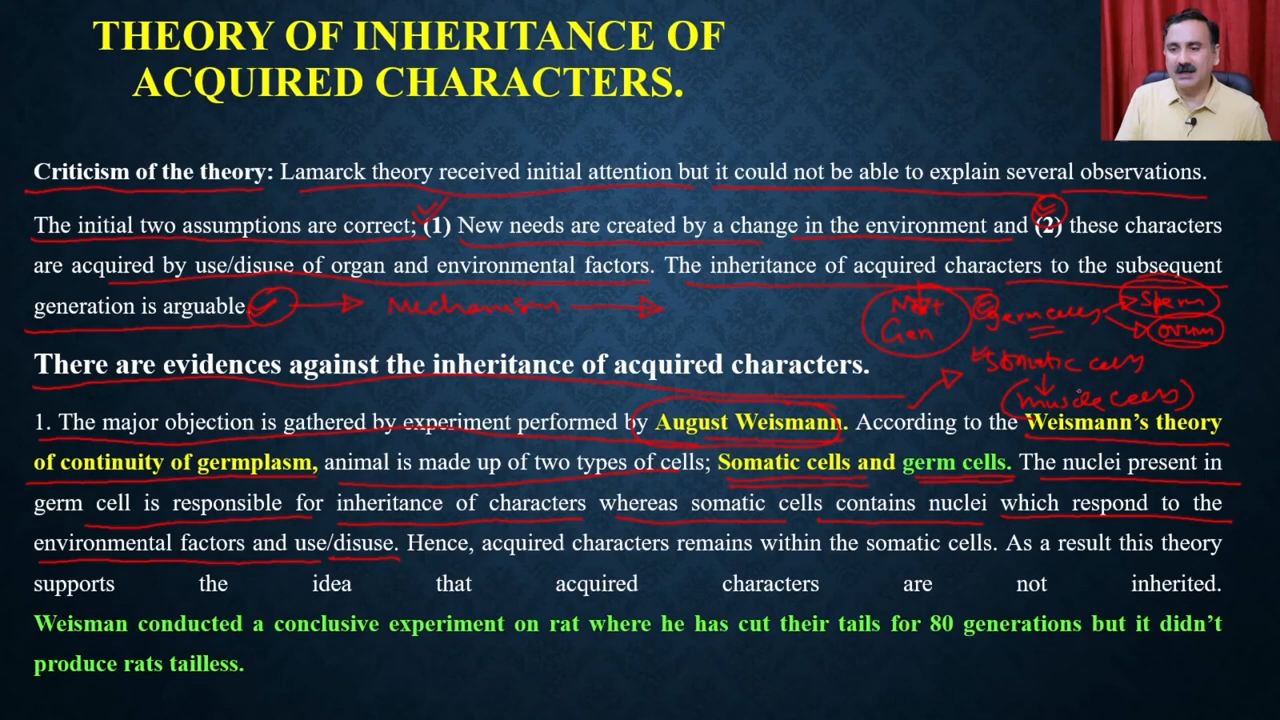 THEORY OF INHERITANCE OF
ACQUIRED CHARACTERS.
Criticism of the theory: Lamarck theory received initial attention but it could not be able to explain several observations.
The initial two assumptions are correct; (1) New needs are created by a change in the environment and (2) these characters
are acquired by use/disuse of organ and environmental factors. The inheritance of acquired characters to the subsequent
generation is arguable.
Mechanism
Next
Gen
germ cells
Sperm
ovum
There are evidences against the inheritance of acquired characters.
Somatic cells
(muscle cells)
1. The major objection is gathered by experiment performed by August Weismann. According to the Weismann’s theory
of continuity of germplasm, animal is made up of two types of cells; Somatic cells and germ cells. The nuclei present in
germ cell is responsible for inheritance of characters whereas somatic cells contains nuclei which respond to the
environmental factors and use/disuse. Hence, acquired characters remains within the somatic cells. As a result this theory
supports the idea that acquired characters are not inherited.
Weisman conducted a conclusive experiment on rat where he has cut their tails for 80 generations but it didn’t
produce rats tailless.